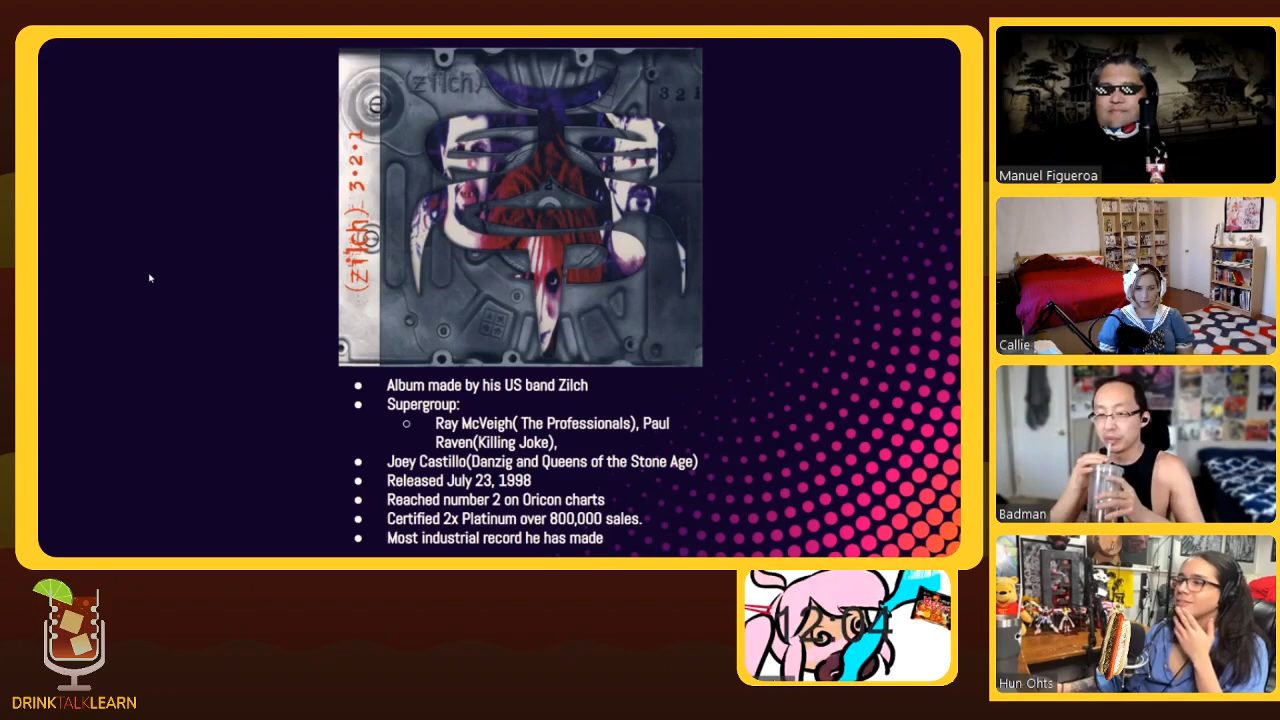 (zilch)
3 2 1
(zilch) 3·2·1
2
● Album made by his US band Zilch
● Supergroup:
○ Ray McVeigh( The Professionals), Paul
Raven(Killing Joke),
● Joey Castillo(Danzig and Queens of the Stone Age)
● Released July 23, 1998
● Reached number 2 on Oricon charts
● Certified 2x Platinum over 800,000 sales.
● Most industrial record he has made
Manuel Figueroa
Callie
Badman
Hun Ohts
12:04
DRINKTALKLEARN